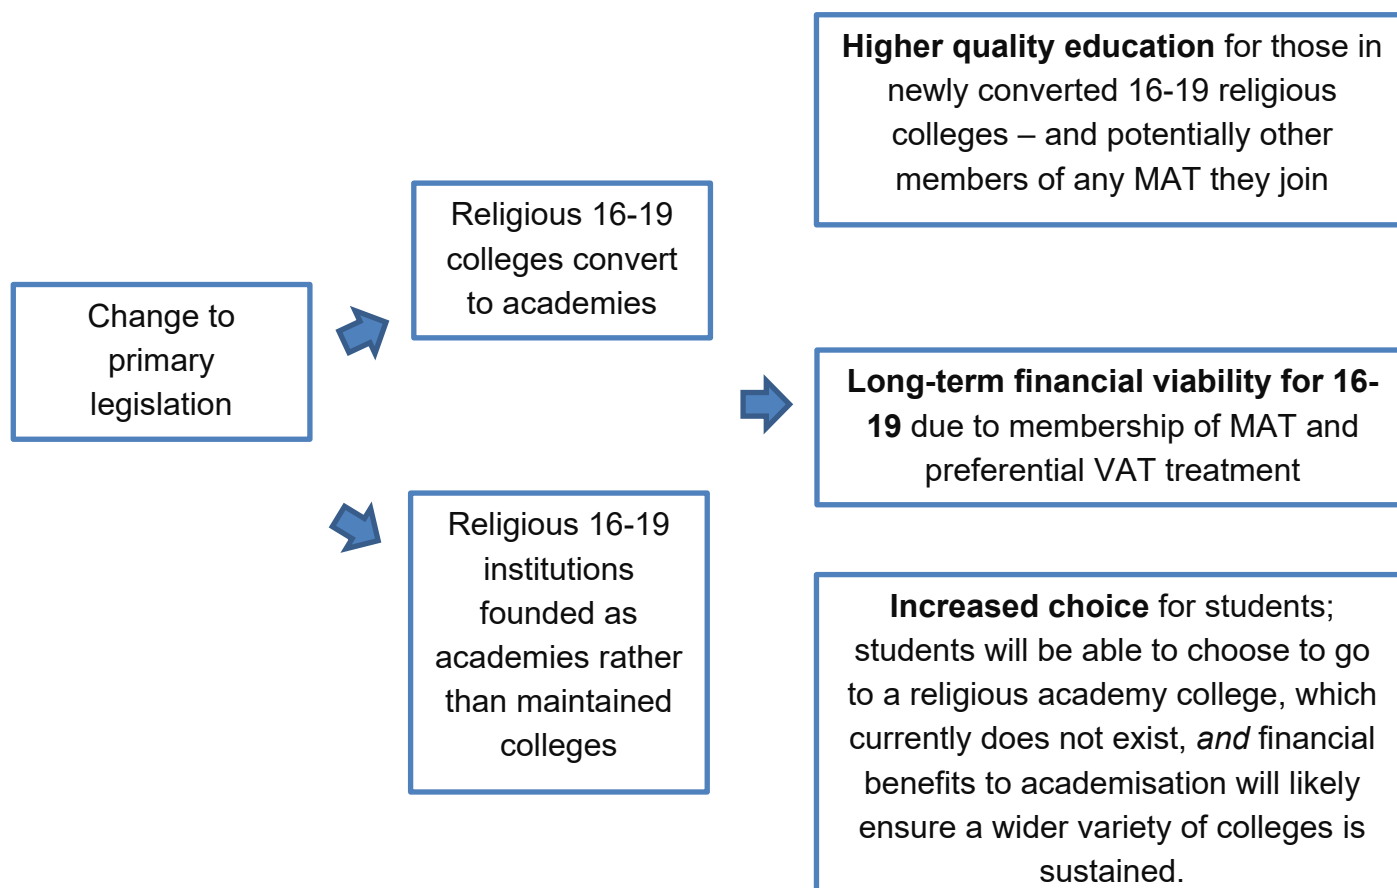 Change to
primary
legislation
Religious 16-19
colleges convert
to academies
Religious 16-19
institutions
founded as
academies rather
than maintained
colleges
Higher quality education for those in
newly converted 16-19 religious
colleges – and potentially other
members of any MAT they join
Long-term financial viability for 16-
19 due to membership of MAT and
preferential VAT treatment
Increased choice for students;
students will be able to choose to go
to a religious academy college, which
currently does not exist, and financial
benefits to academisation will likely
ensure a wider variety of colleges is
sustained.